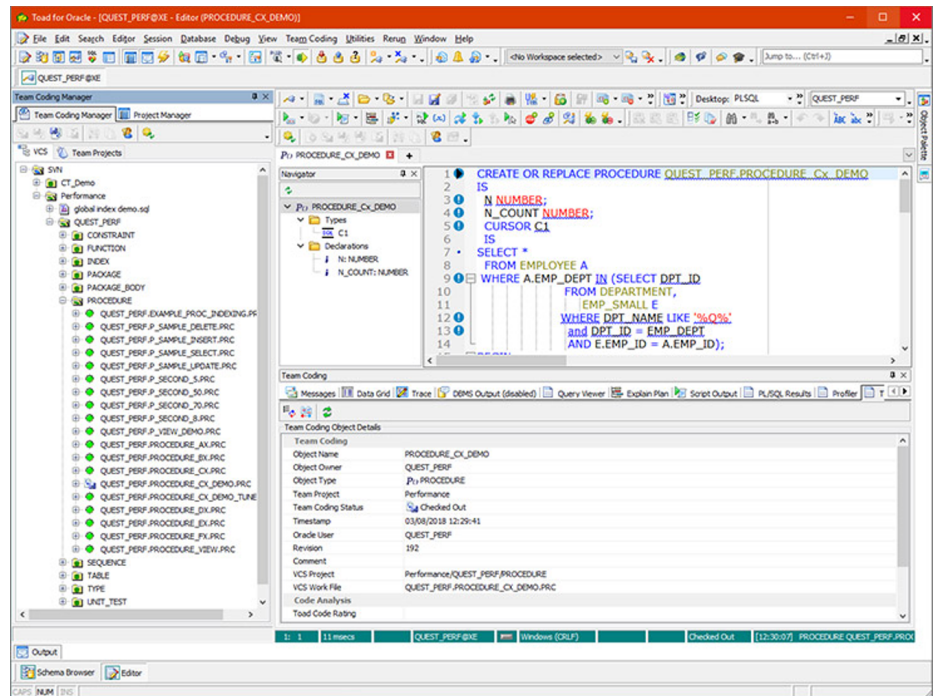 Toad for Oracle - [QUEST_PERF@XE - Editor (PROCEDURE_CX_DEMO)]
File Edit Search Editor Session Database Debug View Team Coding Utilities Rerun Window Help
<No Workspace selected> Jump to... (Ctrl+J)
QUEST_PERF@XE
Team Coding Manager
Team Coding Manager Project Manager
VCS Team Projects
SVN
CT_Demo
Performance
global index demo.sql
QUEST_PERF
CONSTRAINT
FUNCTION
INDEX
PACKAGE
PACKAGE_BODY
PROCEDURE
QUEST_PERF.EXAMPLE_PROC_INDEXING.PR
QUEST_PERF.P_SAMPLE_DELETE.PRC
QUEST_PERF.P_SAMPLE_INSERT.PRC
QUEST_PERF.P_SAMPLE_SELECT.PRC
QUEST_PERF.P_SAMPLE_UPDATE.PRC
QUEST_PERF.P_SECOND_5.PRC
QUEST_PERF.P_SECOND_50.PRC
QUEST_PERF.P_SECOND_70.PRC
QUEST_PERF.P_SECOND_8.PRC
QUEST_PERF.P_VIEW_DEMO.PRC
QUEST_PERF.PROCEDURE_AX.PRC
QUEST_PERF.PROCEDURE_BX.PRC
QUEST_PERF.PROCEDURE_CX.PRC
QUEST_PERF.PROCEDURE_CX_DEMO.PRC
QUEST_PERF.PROCEDURE_CX_DEMO_TUNE
QUEST_PERF.PROCEDURE_DX.PRC
QUEST_PERF.PROCEDURE_EX.PRC
QUEST_PERF.PROCEDURE_FX.PRC
QUEST_PERF.PROCEDURE_VIEW.PRC
SEQUENCE
TABLE
TYPE
UNIT_TEST
Desktop: PLSQL QUEST_PERF
Object Palette
PROCEDURE_CX_DEMO
Navigator
PROCEDURE_Cx_DEMO
Types
C1
Declarations
N: NUMBER
N_COUNT: NUMBER
1 CREATE OR REPLACE PROCEDURE QUEST_PERF.PROCEDURE_Cx_DEMO
2 IS
3 N NUMBER;
4 N_COUNT NUMBER;
5 CURSOR C1
6 IS
7 SELECT *
8 FROM EMPLOYEE A
9 WHERE A.EMP_DEPT IN (SELECT DPT_ID
10 FROM DEPARTMENT,
11 EMP_SMALL E
12 WHERE DPT_NAME LIKE '%Q%'
13 and DPT_ID = EMP_DEPT
14 AND E.EMP_ID = A.EMP_ID);
Team Coding
Messages Data Grid Trace DBMS Output (disabled) Query Viewer Explain Plan Script Output PL/SQL Results Profiler T
Team Coding Object Details
Team Coding
Object Name PROCEDURE_CX_DEMO
Object Owner QUEST_PERF
Object Type PROCEDURE
Team Project Performance
Team Coding Status Checked Out
Timestamp 03/08/2018 12:29:41
Oracle User QUEST_PERF
Revision 192
Comment
VCS Project Performance/QUEST_PERF/PROCEDURE
VCS Work File QUEST_PERF.PROCEDURE_CX_DEMO.PRC
Code Analysis
Toad Code Rating
1: 1 11 msecs QUEST_PERF@XE Windows (CRLF) Checked Out [12:30:07] PROCEDURE QUEST_PERF.PROC
Output
Schema Browser Editor
CAPS NUM INS